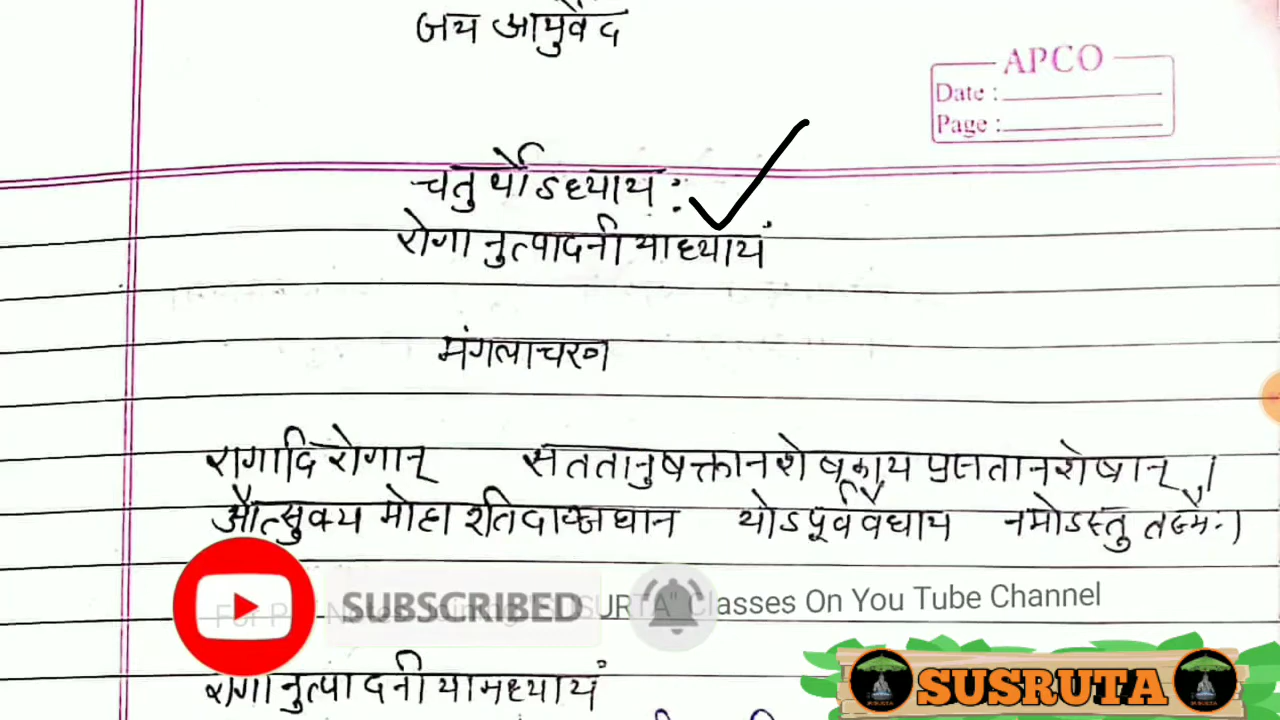 जय आयुर्वेद
APCO
Date :
Page :
चतुर्थोऽध्याय :
रोगानुत्पादनीयाध्यायं
मंगलाचरण
रागादि रोगान् सततानुषक्तानशेषकाय प्रसृतानशेषान् ।
औत्सुक्य मोहा रतिदाञ्जघान योऽपूर्ववैधाय नमोऽस्तु तस्मैः।
SUBSCRIBED
Classes On You Tube Channel
SUSRUTA
रोगानुत्पादनीयामध्यायं